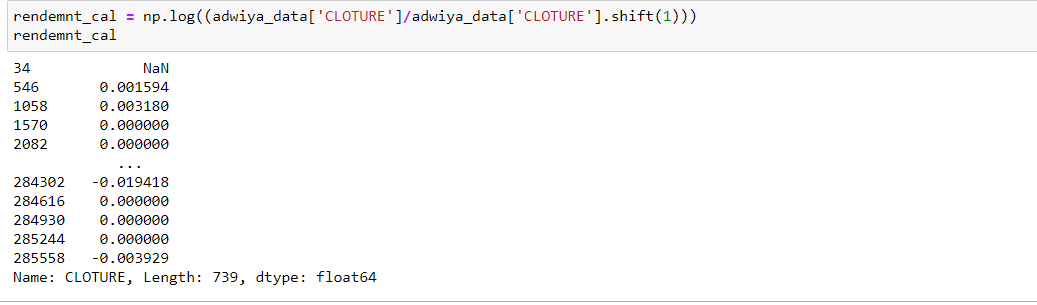 rendemnt_cal = np.log((adwiya_data['CLOTURE']/adwiya_data['CLOTURE'].shift(1)))
rendemnt_cal
34 NaN
546 0.001594
1058 0.003180
1570 0.000000
2082 0.000000
...
284302 -0.019418
284616 0.000000
284930 0.000000
285244 0.000000
285558 -0.003929
Name: CLOTURE, Length: 739, dtype: float64